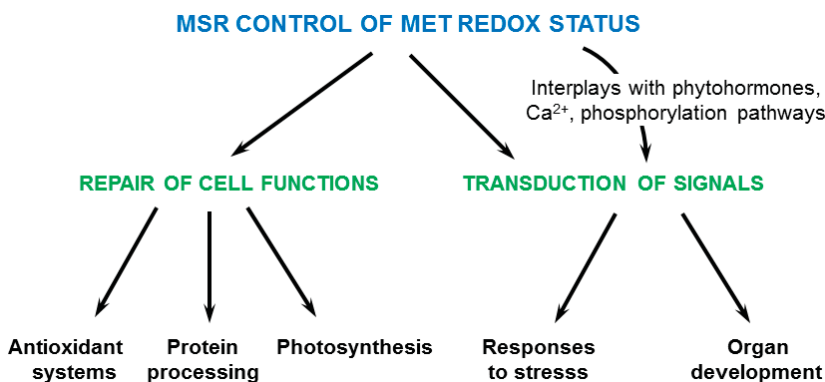 MSR CONTROL OF MET REDOX STATUS
Interplays with phytohormones,
Ca²⁺, phosphorylation pathways
REPAIR OF CELL FUNCTIONS
TRANSDUCTION OF SIGNALS
Antioxidant
systems
Protein
processing
Photosynthesis
Responses
to stresss
Organ
development